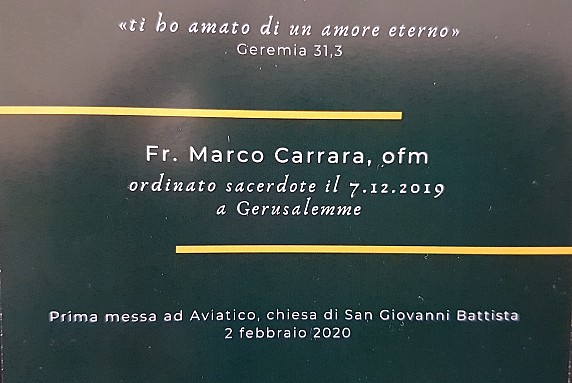 «ti ho amato di un amore eterno»
Geremia 31,3
Fr. Marco Carrara, ofm
ordinato sacerdote il 7.12.2019
a Gerusalemme
Prima messa ad Aviatico, chiesa di San Giovanni Battista
2 febbraio 2020